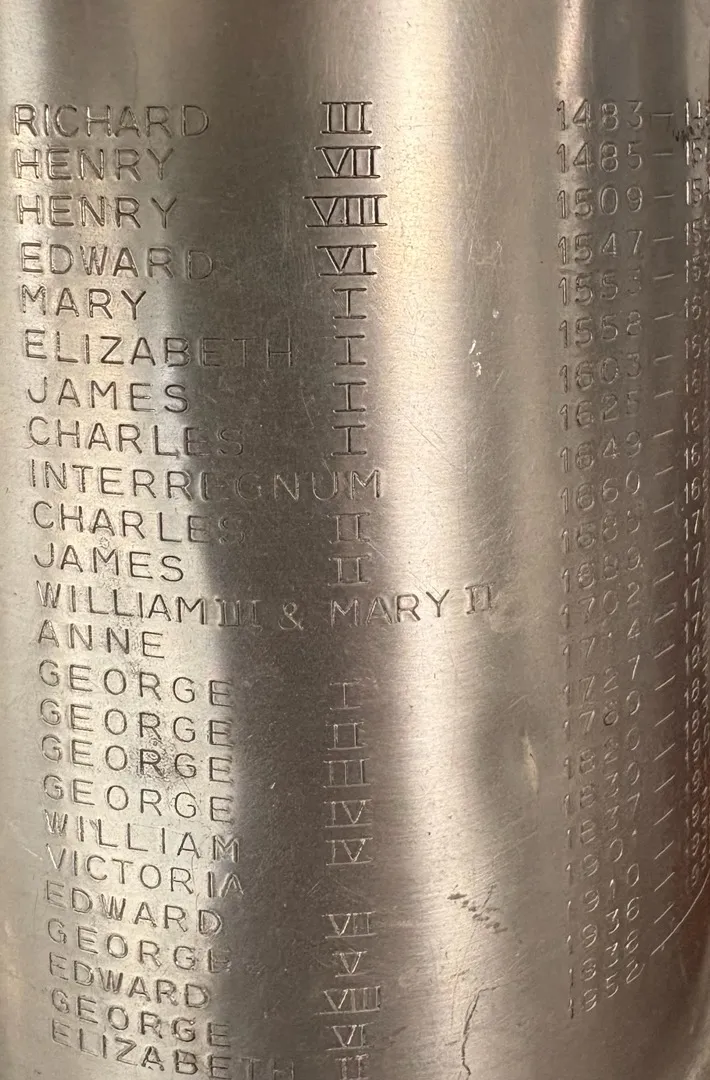 RICHARD III 1483-
HENRY VII 1485-
HENRY VIII 1509-
EDWARD VI 1547-
MARY I 1553-
ELIZABETH I 1558-
JAMES I 1603-
CHARLES I 1625-
INTERREGNUM 1649-
CHARLES II 1660-
JAMES II 1685-
WILLIAM III & MARY II 1689-
ANNE 1702-
GEORGE I 1714-
GEORGE II 1727-
GEORGE III 1760-
GEORGE IV 1820-
WILLIAM IV 1830-
VICTORIA 1837-
EDWARD VII 1901-
GEORGE V 1910-
EDWARD VIII 1936-
GEORGE VI 1936-
ELIZABETH II 1952-